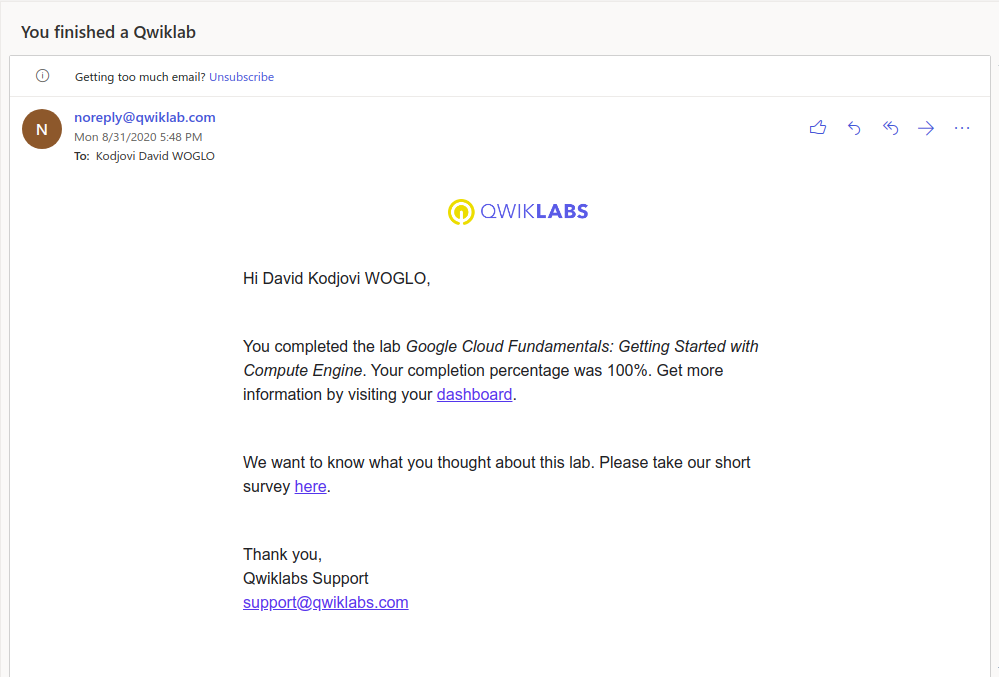 You finished a Qwiklab
Getting too much email? Unsubscribe
N
noreply@qwiklab.com
Mon 8/31/2020 5:48 PM
To: Kodjovi David WOGLO
QWIKLABS
Hi David Kodjovi WOGLO,
You completed the lab Google Cloud Fundamentals: Getting Started with
Compute Engine. Your completion percentage was 100%. Get more
information by visiting your dashboard.
We want to know what you thought about this lab. Please take our short
survey here.
Thank you,
Qwiklabs Support
support@qwiklabs.com